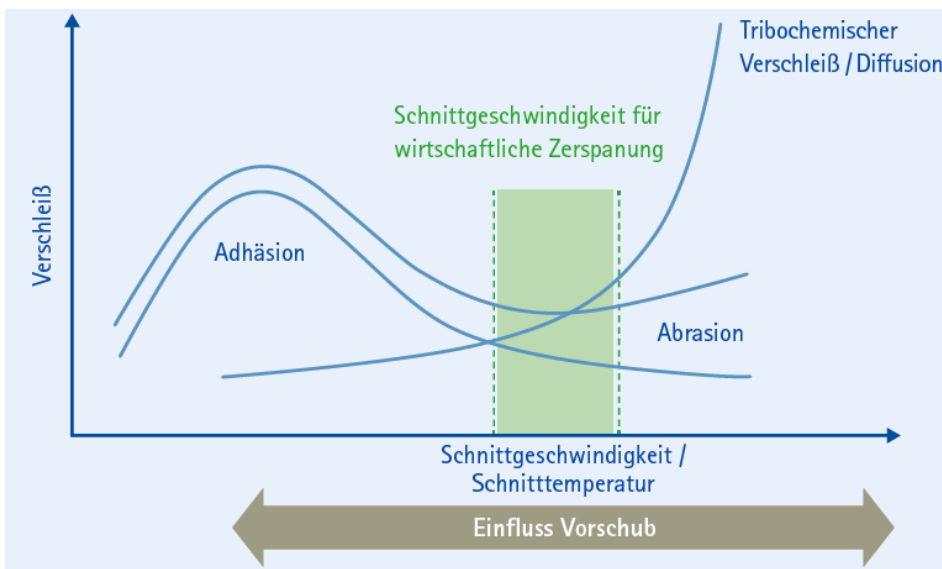 Tribochemischer
Verschleiß / Diffusion
Schnittgeschwindigkeit für
wirtschaftliche Zerspanung
Verschleiß
Adhäsion
Abrasion
Schnittgeschwindigkeit /
Schnitttemperatur
Einfluss Vorschub